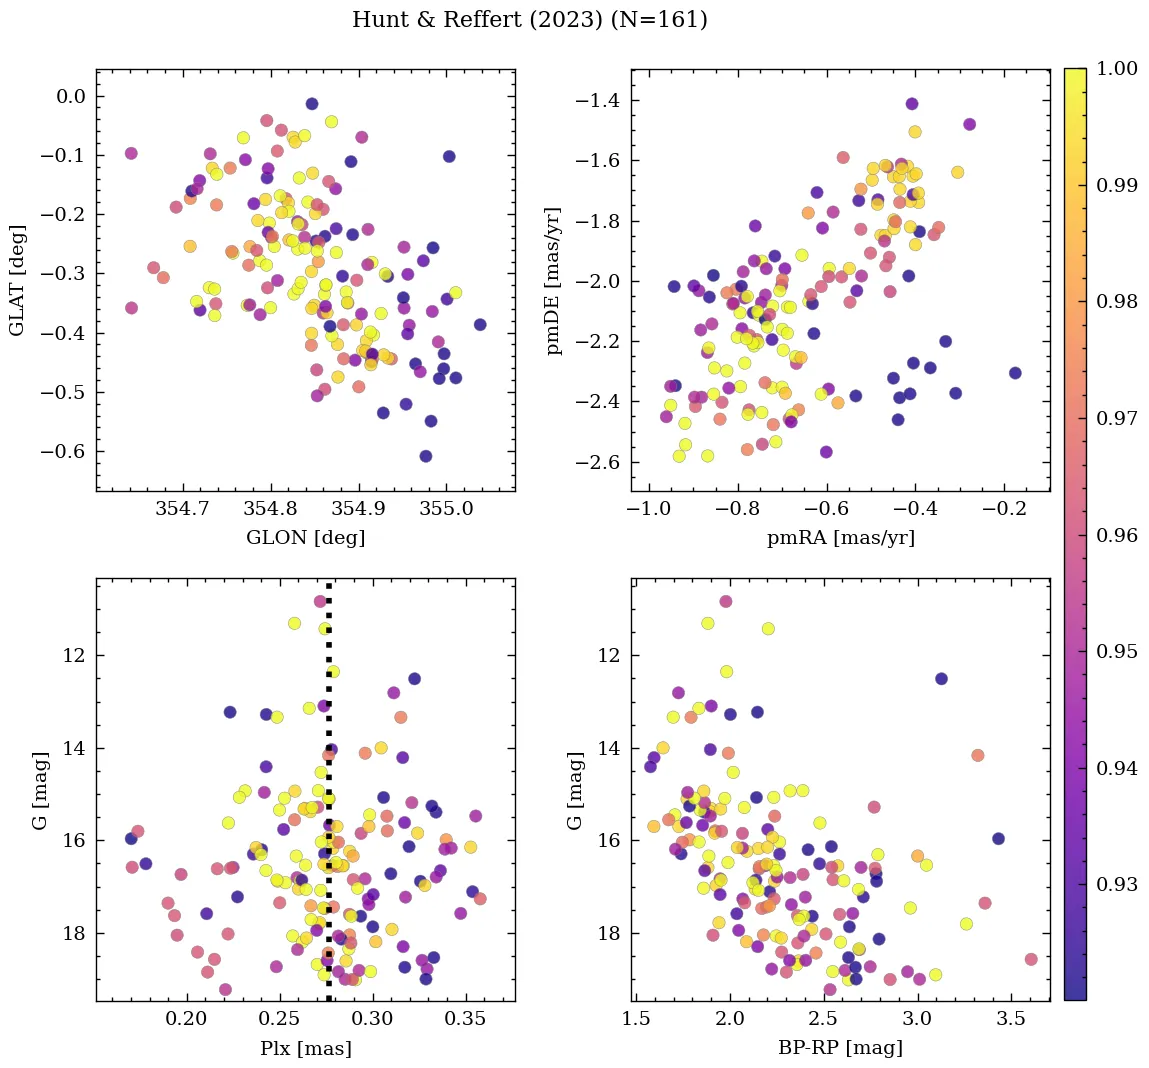 Hunt & Reffert (2023) (N=161)
0.0
−0.1
−0.2
−0.3
−0.4
−0.5
−0.6
GLAT [deg]
354.7 354.8 354.9 355.0
GLON [deg]
−1.4
−1.6
−1.8
−2.0
−2.2
−2.4
−2.6
pmDE [mas/yr]
−1.0 −0.8 −0.6 −0.4 −0.2
pmRA [mas/yr]
12
14
16
18
G [mag]
0.20 0.25 0.30 0.35
Plx [mas]
12
14
16
18
G [mag]
1.5 2.0 2.5 3.0 3.5
BP-RP [mag]
1.00
0.99
0.98
0.97
0.96
0.95
0.94
0.93